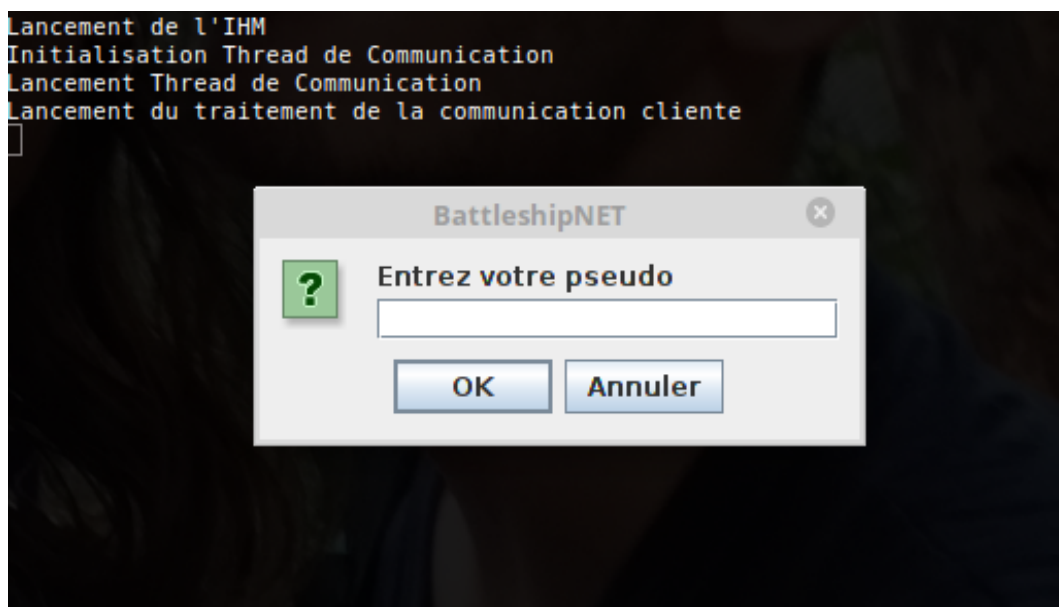 Lancement de l'IHM
Initialisation Thread de Communication
Lancement Thread de Communication
Lancement du traitement de la communication cliente
BattleshipNET
?
Entrez votre pseudo
OK
Annuler